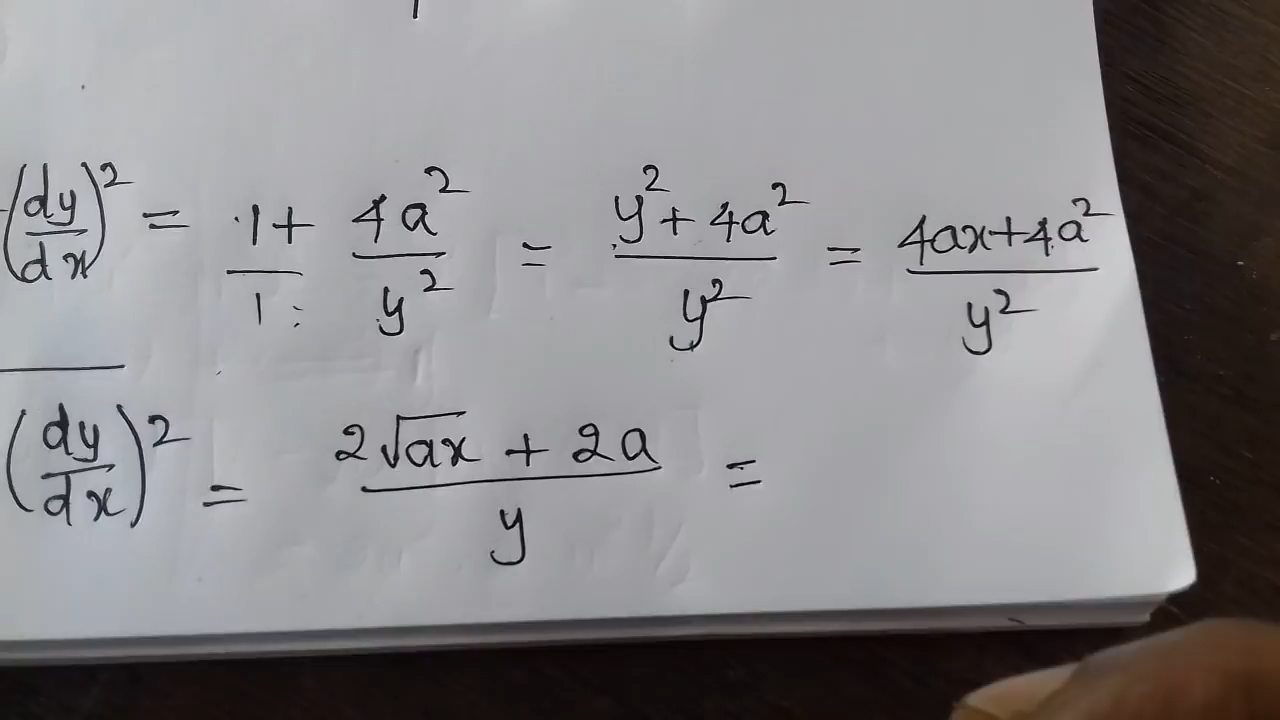 (dy/dx)² = 1/1 + 4a²/y² = (y² + 4a²)/y² = (4ax+4a²)/y²
(dy/dx)² = (2√ax + 2a)/y =